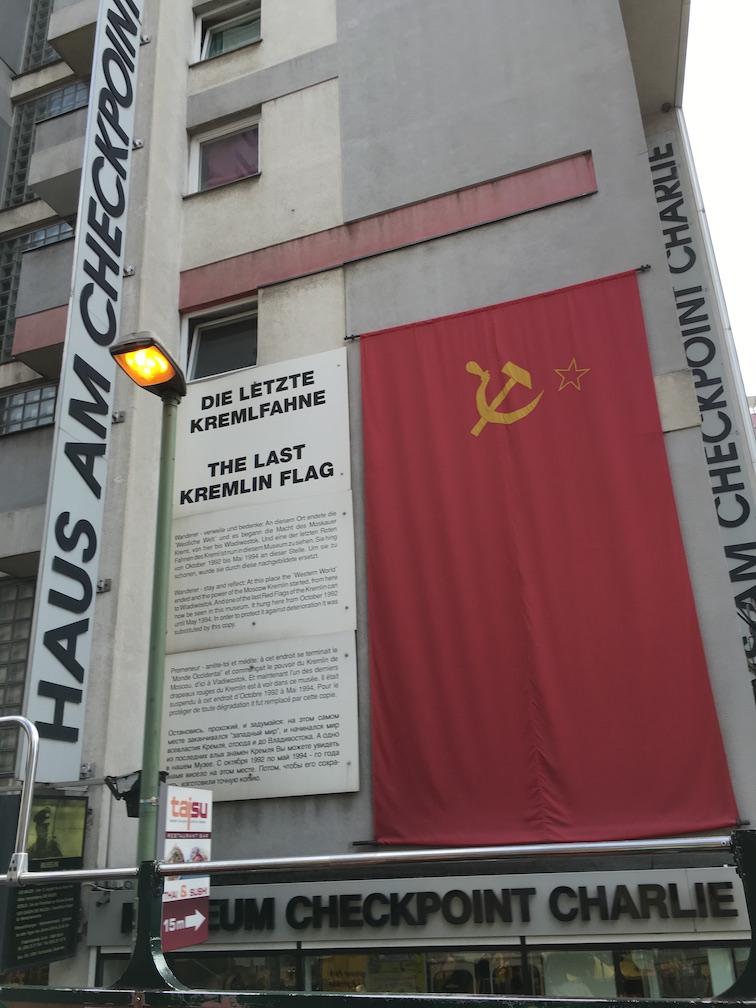 HAUS AM CHECKPOINT
DIE LETZTE
KREMLFAHNE
THE LAST
KREMLIN FLAG
Wanderer - verweile und bedenke: An diesem Ort endete die
'Westliche Welt' und es begann die Macht des Moskauer
Kreml, von hier bis Wladiwostok. Und eine der letzten Roten
Fahnen des Kreml ist nun in diesem Museum zu sehen. Sie hing
von Oktober 1992 bis Mai 1994 an dieser Stelle. Um sie zu
schonen, wurde sie durch diese nachgebildete ersetzt.
Wanderer - stay and reflect: At this place the 'Western World'
ended and the power of the Moscow Kremlin started, from here
to Wladiwostok. And one of the last Red Flags of the Kremlin can
now be seen in this museum. It hung here from October 1992
until May 1994. In order to protect it against deterioration it was
substituted by this copy.
Promeneur - arrête-toi et médite: à cet endroit se terminait le
'Monde Occidental' et commençait le pouvoir du Kremlin de
Moscou, d'ici à Vladiwostok. Et maintenant l'un des derniers
drapeaux rouges du Kremlin est à voir dans ce musée. Il était
suspendu à cet endroit d'Octobre 1992 à Mai 1994. Pour le
protéger de toute dégradation il fut remplacé par cette copie.
Остановись, прохожий, и задумайся: на этом самом
месте заканчивался "западный мир", и начинался мир
всевластия Кремля, отсюда и до Владивостока. А одно
из последних алых знамен Кремля Вы можете увидеть
в нашем Музее. С октября 1992 по май 1994 - го года
знамя висело на этом месте. Потом, чтобы его сохра-
изготовили точную копию.
AM CHECKPOINT CHARLIE
taisu
RESTAURANT BAR
THAI & SUSHI
15m
MUSEUM CHECKPOINT CHARLIE